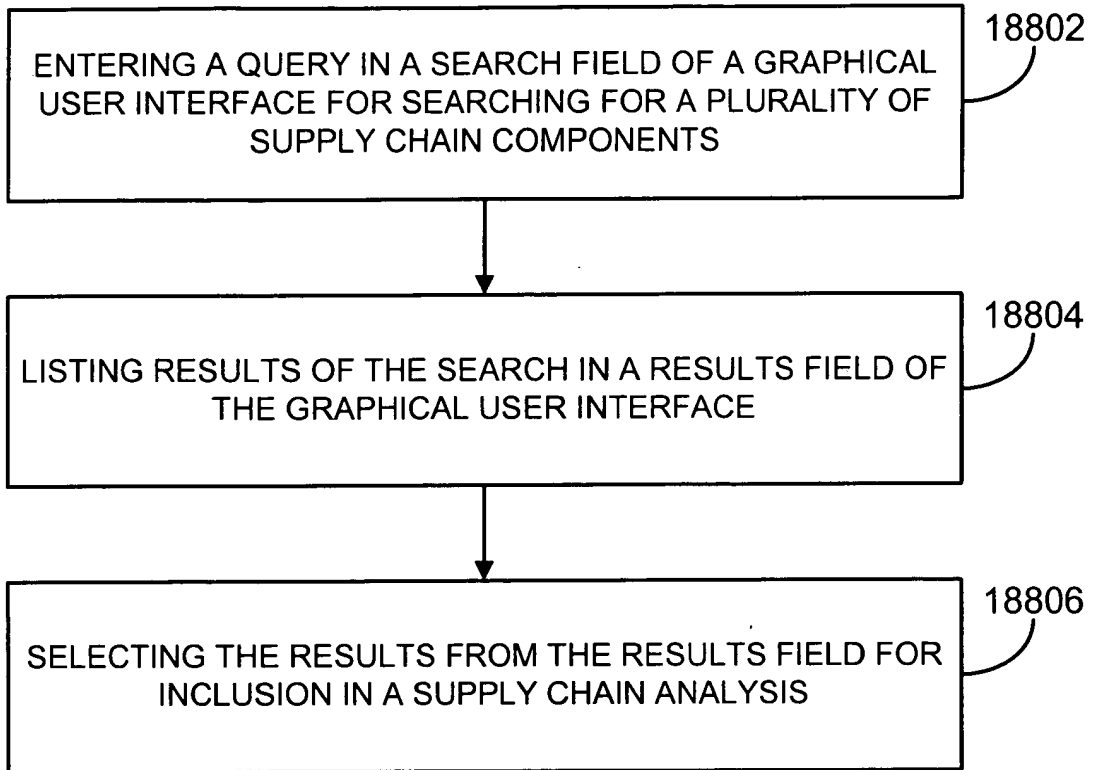 18802
ENTERING A QUERY IN A SEARCH FIELD OF A GRAPHICAL
USER INTERFACE FOR SEARCHING FOR A PLURALITY OF
SUPPLY CHAIN COMPONENTS
18804
LISTING RESULTS OF THE SEARCH IN A RESULTS FIELD OF
THE GRAPHICAL USER INTERFACE
18806
SELECTING THE RESULTS FROM THE RESULTS FIELD FOR
INCLUSION IN A SUPPLY CHAIN ANALYSIS